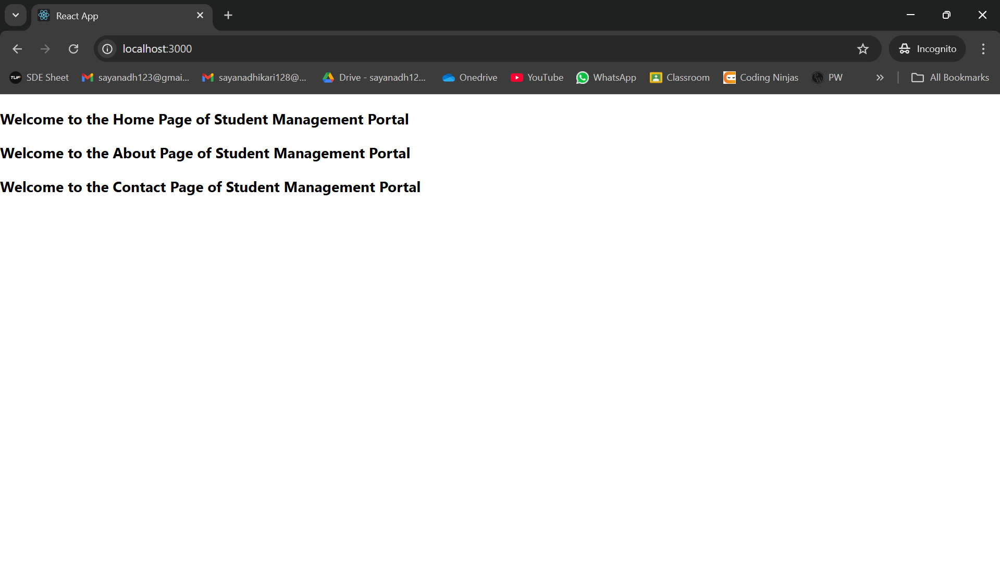 React App
localhost:3000
Incognito
TUF SDE Sheet sayanadh123@gmai... sayanadhikari128@... Drive - sayanadh12... Onedrive YouTube WhatsApp Classroom Coding Ninjas PW All Bookmarks
Welcome to the Home Page of Student Management Portal
Welcome to the About Page of Student Management Portal
Welcome to the Contact Page of Student Management Portal